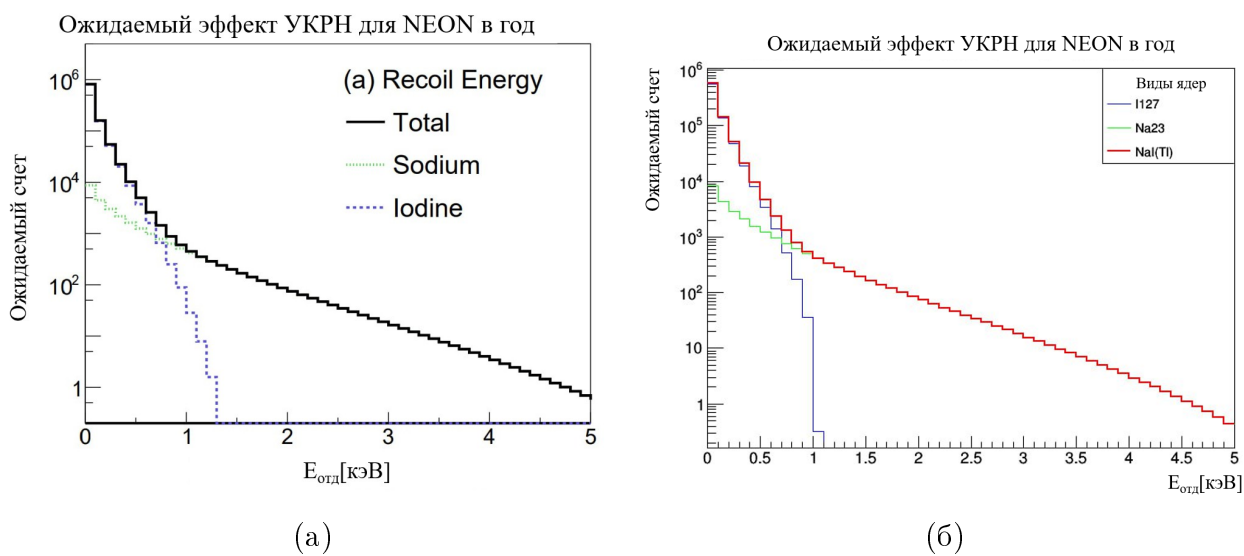 Ожидаемый эффект УКРН для NEON в год
Ожидаемый счет
10⁶
10⁴
10²
1
(a) Recoil Energy
Total
Sodium
Iodine
0 1 2 3 4 5
Eотд[кэВ]
(а)
Ожидаемый эффект УКРН для NEON в год
Ожидаемый счет
10⁶
10⁵
10⁴
10³
10²
10
1
Виды ядер
I127
Na23
NaI(Tl)
0 0.5 1 1.5 2 2.5 3 3.5 4 4.5 5
Eотд[кэВ]
(б)